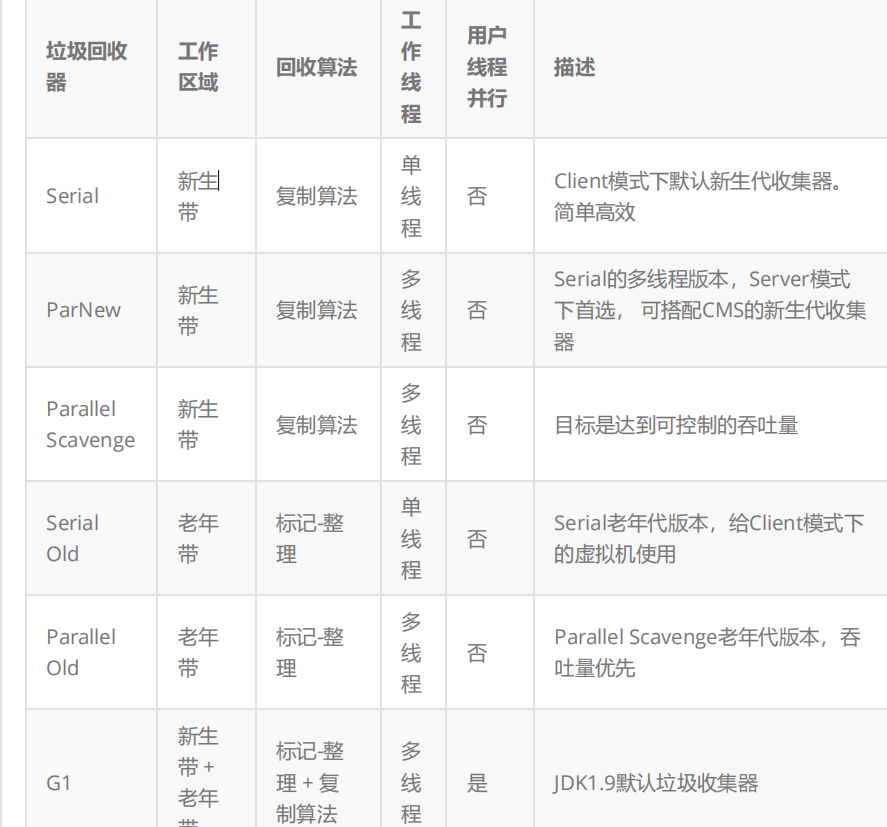 垃圾回收
器
工作
区域
回收算法
工
作
线
程
用户
线程
并行
描述
Serial
新生
带
复制算法
单
线
程
否
Client模式下默认新生代收集器。
简单高效
ParNew
新生
带
复制算法
多
线
程
否
Serial的多线程版本，Server模式
下首选， 可搭配CMS的新生代收集
器
Parallel
Scavenge
新生
带
复制算法
多
线
程
否
目标是达到可控制的吞吐量
Serial
Old
老年
带
标记-整
理
单
线
程
否
Serial老年代版本，给Client模式下
的虚拟机使用
Parallel
Old
老年
带
标记-整
理
多
线
程
否
Parallel Scavenge老年代版本，吞
吐量优先
G1
新生
带 +
老年
带
标记-整
理 + 复
制算法
多
线
程
是
JDK1.9默认垃圾收集器